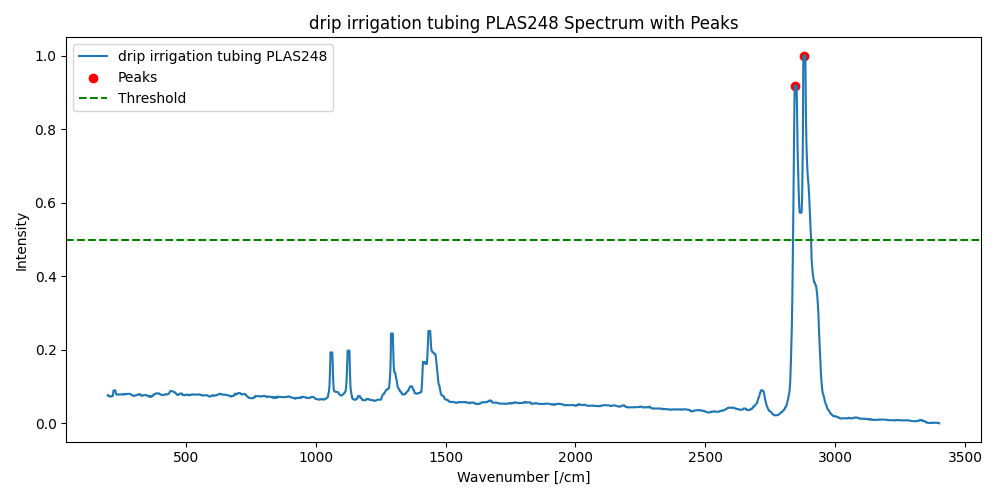 drip irrigation tubing PLAS248 Spectrum with Peaks
drip irrigation tubing PLAS248
Peaks
Threshold
Intensity
1.0
0.8
0.6
0.4
0.2
0.0
500 1000 1500 2000 2500 3000 3500
Wavenumber [/cm]